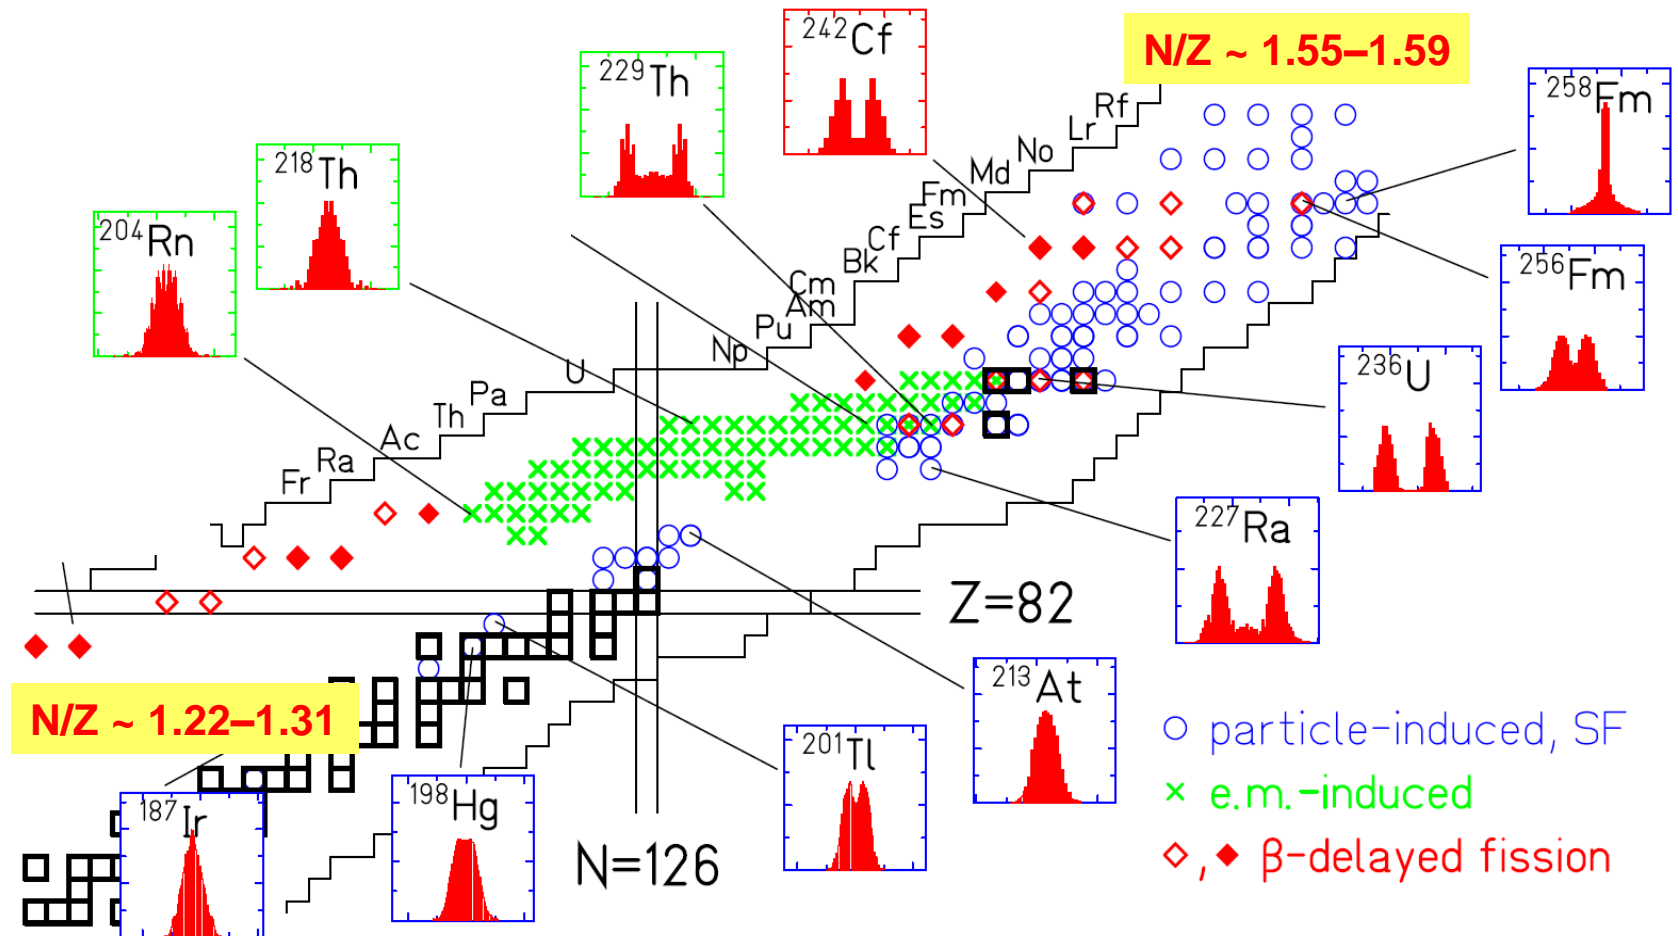 ²⁴²Cf
N/Z ~ 1.55–1.59
²²⁹Th
²⁵⁸Fm
²¹⁸Th
²⁰⁴Rn
Rf
Lr
No
Md
Fm
Es
Cf
Bk
Cm
Am
Pu
Np
U
Pa
Th
Ac
Ra
Fr
²⁵⁶Fm
²³⁶U
²²⁷Ra
Z=82
²¹³At
N/Z ~ 1.22–1.31
²⁰¹Tl
¹⁹⁸Hg
¹⁸⁷Ir
N=126
particle-induced, SF
e.m.-induced
, β-delayed fission